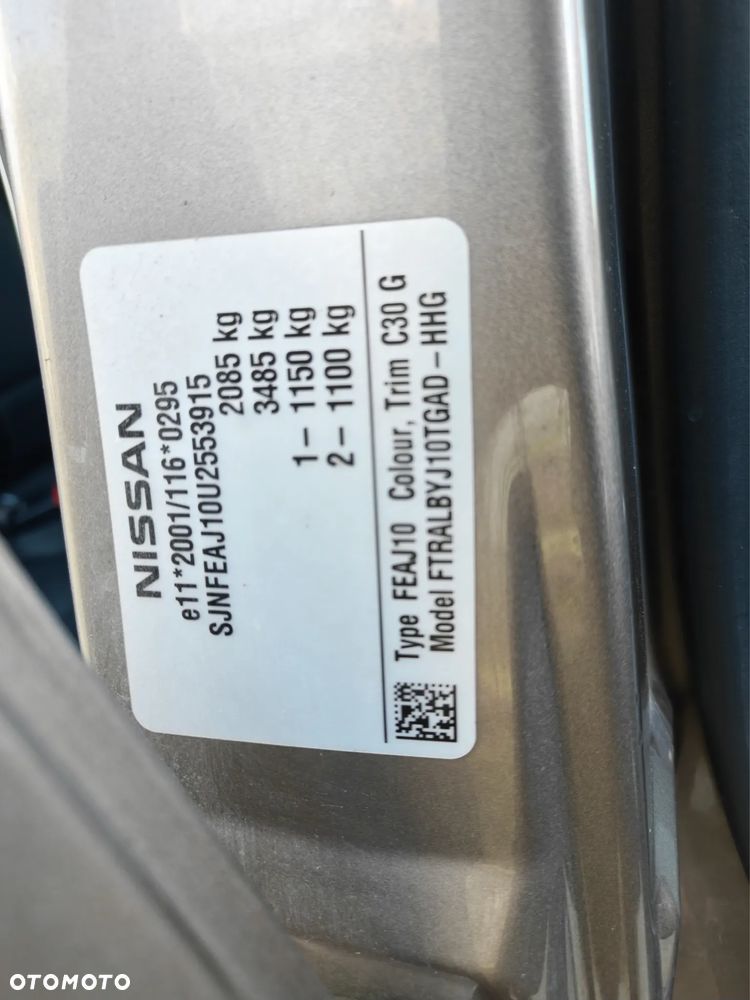 NISSAN
e11*2001/116*0295
SJNFEAJ10U2553915
2085 kg
3485 kg
1 – 1150 kg
2 – 1100 kg
Type FEAJ10 Colour, Trim C30 G
Model FTRALBYJ10TGAD – HHG
OTOMOTO